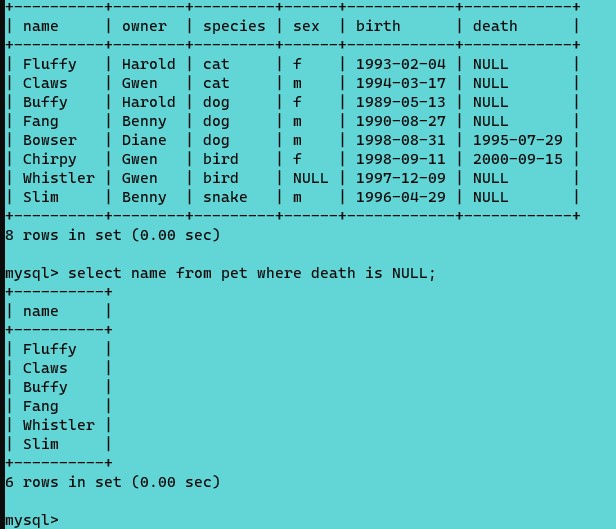 +----------+--------+---------+------+------------+------------+
| name     | owner  | species | sex  | birth      | death      |
+----------+--------+---------+------+------------+------------+
| Fluffy   | Harold | cat     | f    | 1993-02-04 | NULL       |
| Claws    | Gwen   | cat     | m    | 1994-03-17 | NULL       |
| Buffy    | Harold | dog     | f    | 1989-05-13 | NULL       |
| Fang     | Benny  | dog     | m    | 1990-08-27 | NULL       |
| Bowser   | Diane  | dog     | m    | 1998-08-31 | 1995-07-29 |
| Chirpy   | Gwen   | bird    | f    | 1998-09-11 | 2000-09-15 |
| Whistler | Gwen   | bird    | NULL | 1997-12-09 | NULL       |
| Slim     | Benny  | snake   | m    | 1996-04-29 | NULL       |
+----------+--------+---------+------+------------+------------+
8 rows in set (0.00 sec)
mysql> select name from pet where death is NULL;
+----------+
| name     |
+----------+
| Fluffy   |
| Claws    |
| Buffy    |
| Fang     |
| Whistler |
| Slim     |
+----------+
6 rows in set (0.00 sec)
mysql>